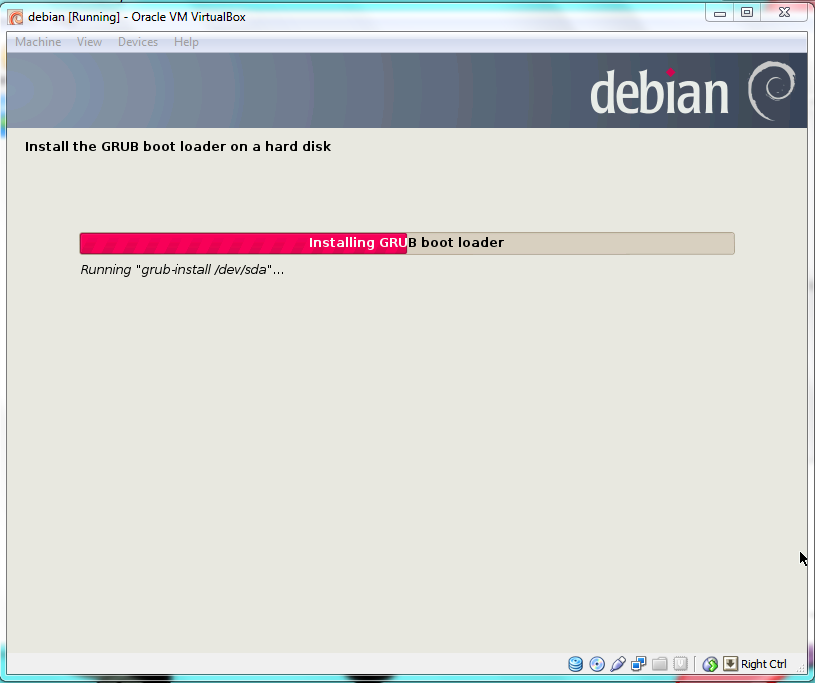 debian [Running] - Oracle VM VirtualBox
Machine View Devices Help
debian
Install the GRUB boot loader on a hard disk
Installing GRUB boot loader
Running "grub-install /dev/sda"...
Right Ctrl